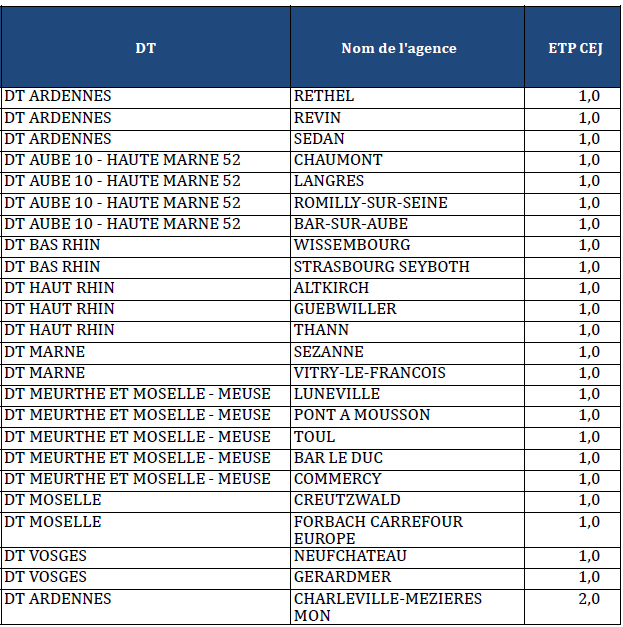 DT Nom de l'agence ETP CEJ
DT ARDENNES RETHEL 1,0
DT ARDENNES REVIN 1,0
DT ARDENNES SEDAN 1,0
DT AUBE 10 - HAUTE MARNE 52 CHAUMONT 1,0
DT AUBE 10 - HAUTE MARNE 52 LANGRES 1,0
DT AUBE 10 - HAUTE MARNE 52 ROMILLY-SUR-SEINE 1,0
DT AUBE 10 - HAUTE MARNE 52 BAR-SUR-AUBE 1,0
DT BAS RHIN WISSEMBOURG 1,0
DT BAS RHIN STRASBOURG SEYBOTH 1,0
DT HAUT RHIN ALTKIRCH 1,0
DT HAUT RHIN GUEBWILLER 1,0
DT HAUT RHIN THANN 1,0
DT MARNE SEZANNE 1,0
DT MARNE VITRY-LE-FRANCOIS 1,0
DT MEURTHE ET MOSELLE - MEUSE LUNEVILLE 1,0
DT MEURTHE ET MOSELLE - MEUSE PONT A MOUSSON 1,0
DT MEURTHE ET MOSELLE - MEUSE TOUL 1,0
DT MEURTHE ET MOSELLE - MEUSE BAR LE DUC 1,0
DT MEURTHE ET MOSELLE - MEUSE COMMERCY 1,0
DT MOSELLE CREUTZWALD 1,0
DT MOSELLE FORBACH CARREFOUR 1,0
EUROPE
DT VOSGES NEUFCHATEAU 1,0
DT VOSGES GERARDMER 1,0
DT ARDENNES CHARLEVILLE-MEZIERES 2,0
MON